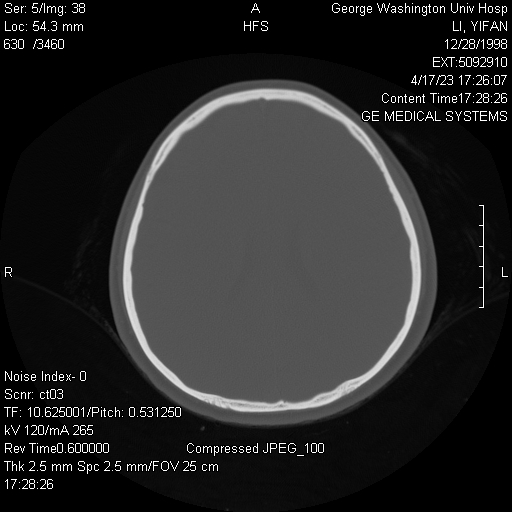 Ser: 5/Img: 38
Loc: 54.3 mm
630 /3460
A
HFS
George Washington Univ Hosp
LI, YIFAN
12/28/1998
EXT:5092910
4/17/23 17:26:07
Content Time17:28:26
GE MEDICAL SYSTEMS
R
L
Noise Index- 0
Scnr: ct03
TF: 10.625001/Pitch: 0.531250
kV 120/mA 265
Rev Time0.600000
Compressed JPEG_100
Thk 2.5 mm Spc 2.5 mm/FOV 25 cm
17:28:26